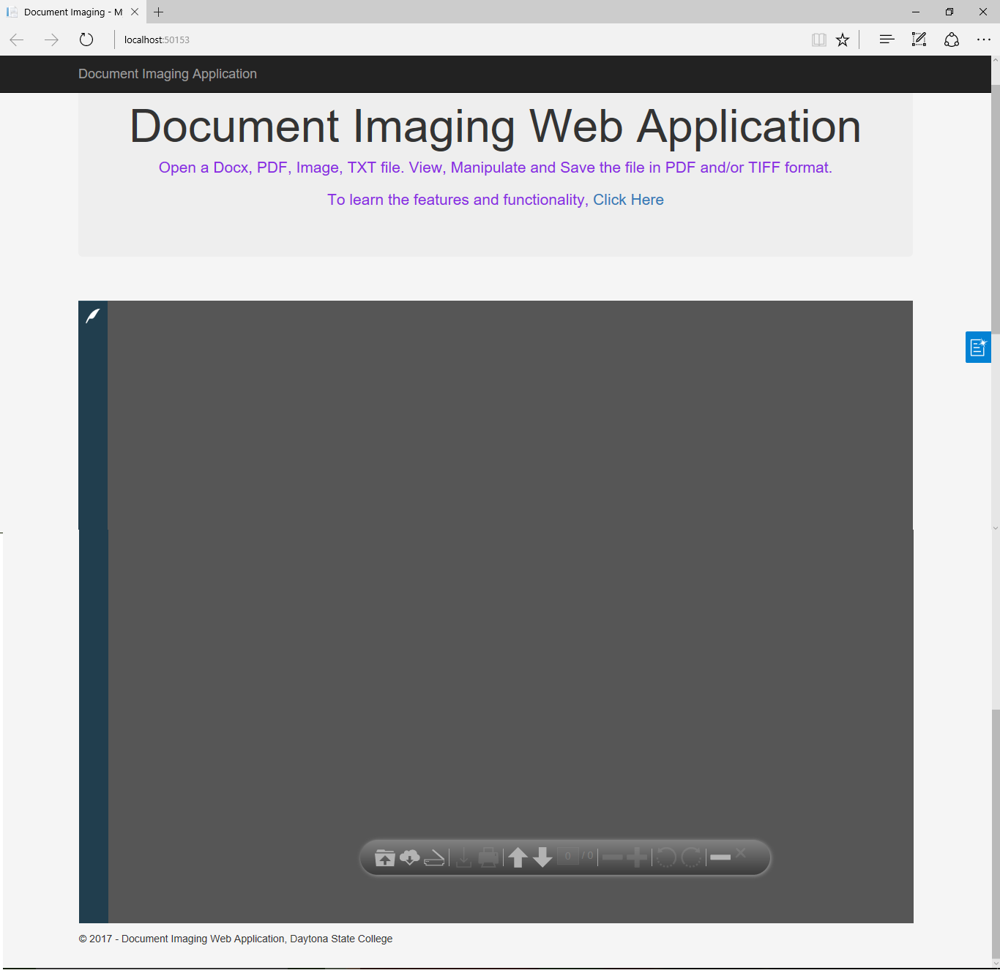 Document Imaging - M
localhost:50153
Document Imaging Application
Document Imaging Web Application
Open a Docx, PDF, Image, TXT file. View, Manipulate and Save the file in PDF and/or TIFF format.
To learn the features and functionality, Click Here
0 / 0
© 2017 - Document Imaging Web Application, Daytona State College